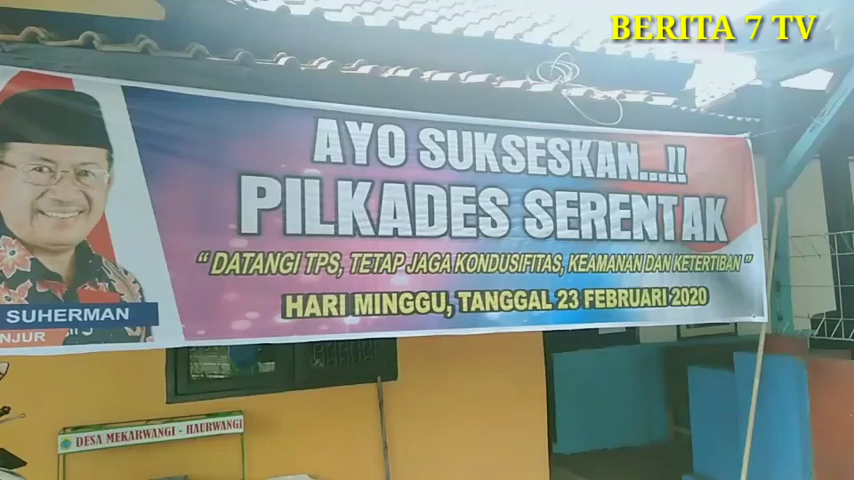 BERITA 7 TV
AYO SUKSESKAN....!!
PILKADES SERENTAK
“DATANGI TPS, TETAP JAGA KONDUSIFITAS, KEAMANAN DAN KETERTIBAN”
HARI MINGGU, TANGGAL 23 FEBRUARI 2020
SUHERMAN
NJUR
DESA MEKARWANGI - HAURWANGI